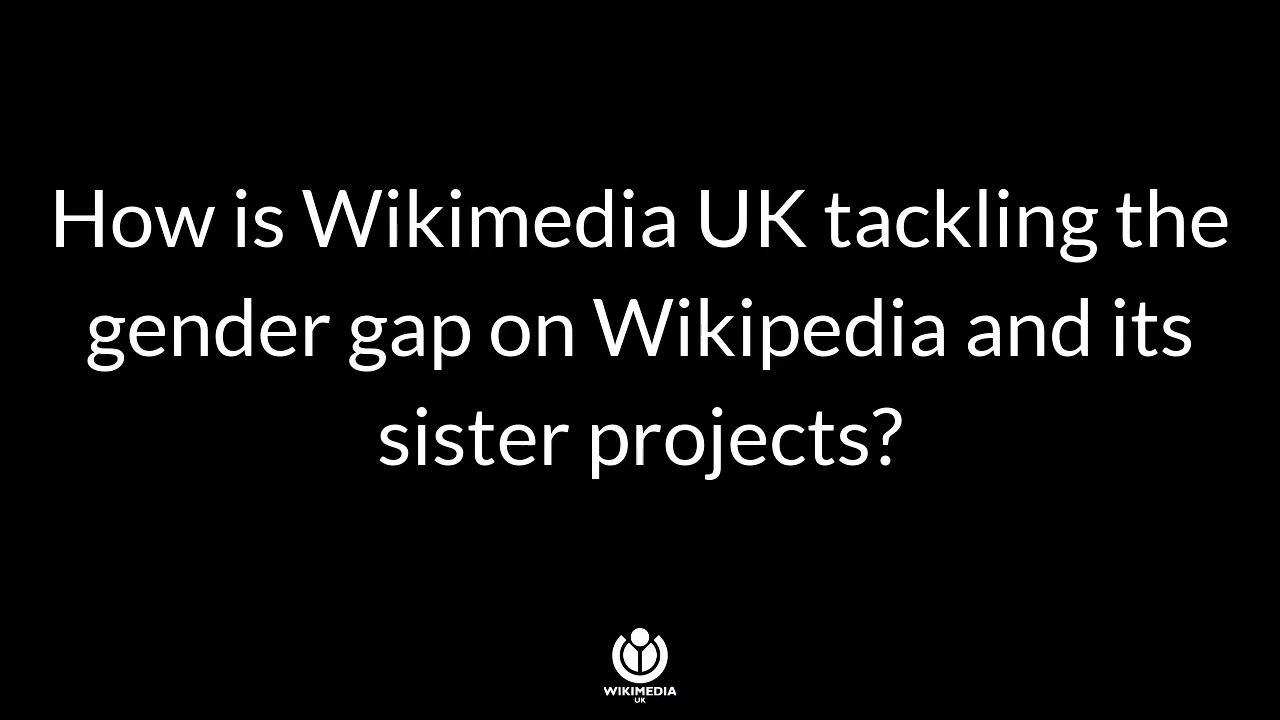 How is Wikimedia UK tackling the
gender gap on Wikipedia and its
sister projects?
WIKIMEDIA
UK